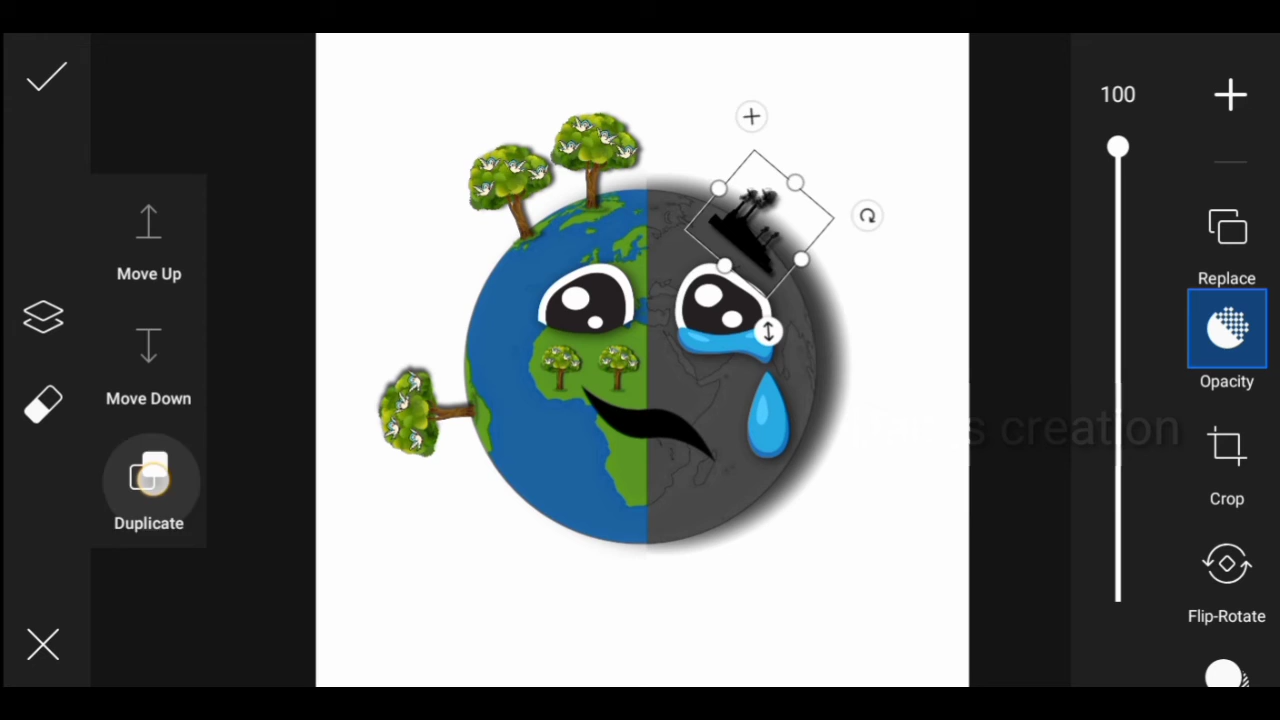 100
Move Up
Replace
Opacity
Move Down
creation
Crop
Duplicate
Flip-Rotate